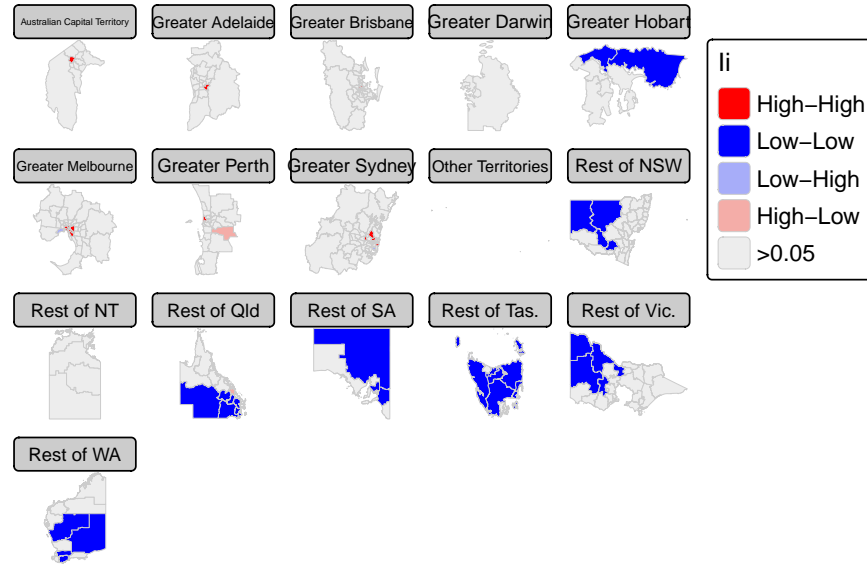 Australian Capital Territory
Greater Adelaide
Greater Brisbane
Greater Darwin
Greater Hobart
Greater Melbourne
Greater Perth
Greater Sydney
Other Territories
Rest of NSW
Rest of NT
Rest of Qld
Rest of SA
Rest of Tas.
Rest of Vic.
Rest of WA
Ii
High−High
Low−Low
Low−High
High−Low
>0.05